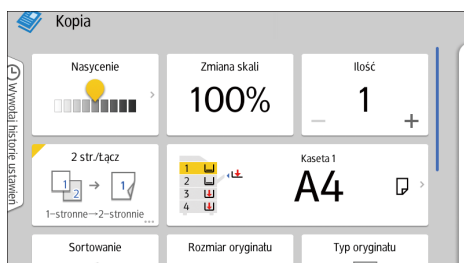 Kopia
Wywołaj historie ustawień
Nasycenie
Zmiana skali
100%
Ilość
1
2 str./Łącz
1 2 → 1
1-stronne→2-stronnie
1
2
3
4
Kaseta 1
A4
Sortowanie
Rozmiar oryginału
Typ oryginału